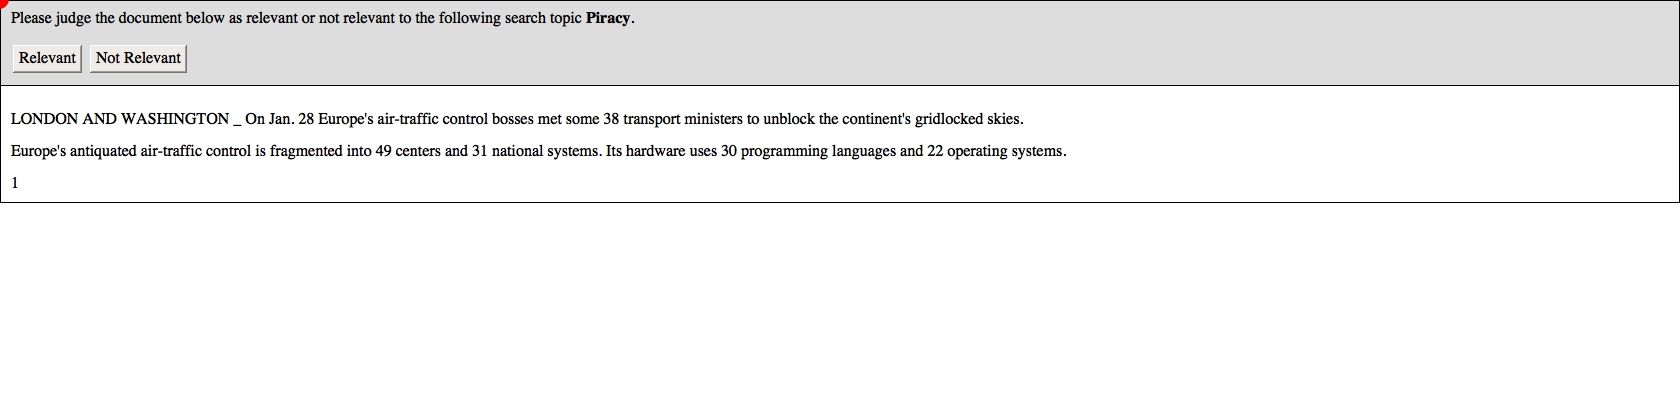 Please judge the document below as relevant or not relevant to the following search topic Piracy.
Relevant Not Relevant
LONDON AND WASHINGTON _ On Jan. 28 Europe's air-traffic control bosses met some 38 transport ministers to unblock the continent's gridlocked skies.
Europe's antiquated air-traffic control is fragmented into 49 centers and 31 national systems. Its hardware uses 30 programming languages and 22 operating systems.
1